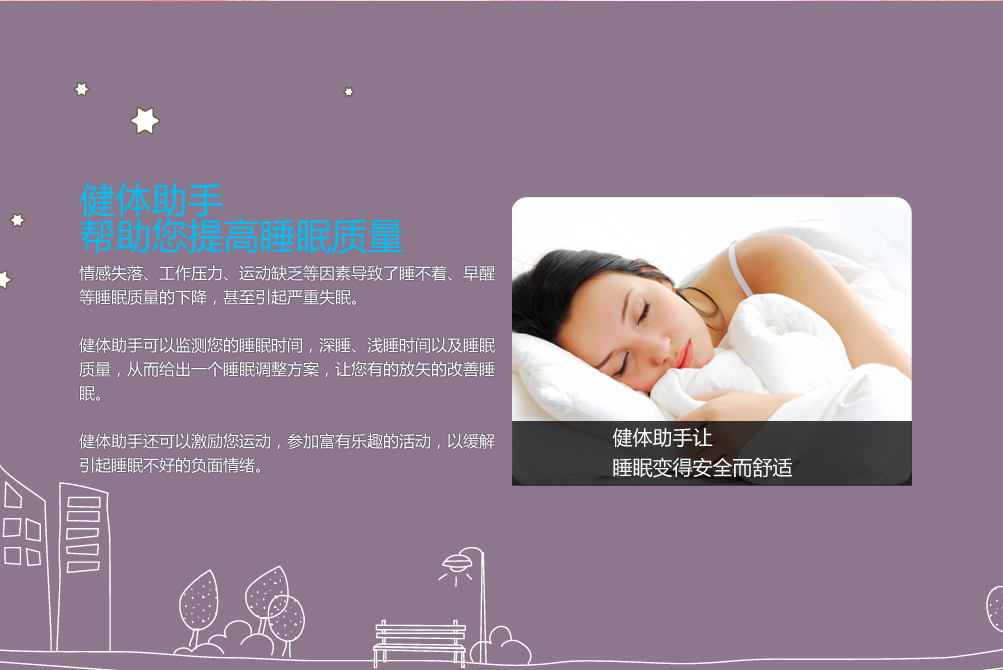 健体助手
帮助您提高睡眠质量
情感失落、工作压力、运动缺乏等因素导致了睡不着、早醒
等睡眠质量的下降，甚至引起严重失眠。
健体助手可以监测您的睡眠时间，深睡、浅睡时间以及睡眠
质量，从而给出一个睡眠调整方案，让您有的放矢的改善睡
眠。
健体助手还可以激励您运动，参加富有乐趣的活动，以缓解
引起睡眠不好的负面情绪。
健体助手让
睡眠变得安全而舒适